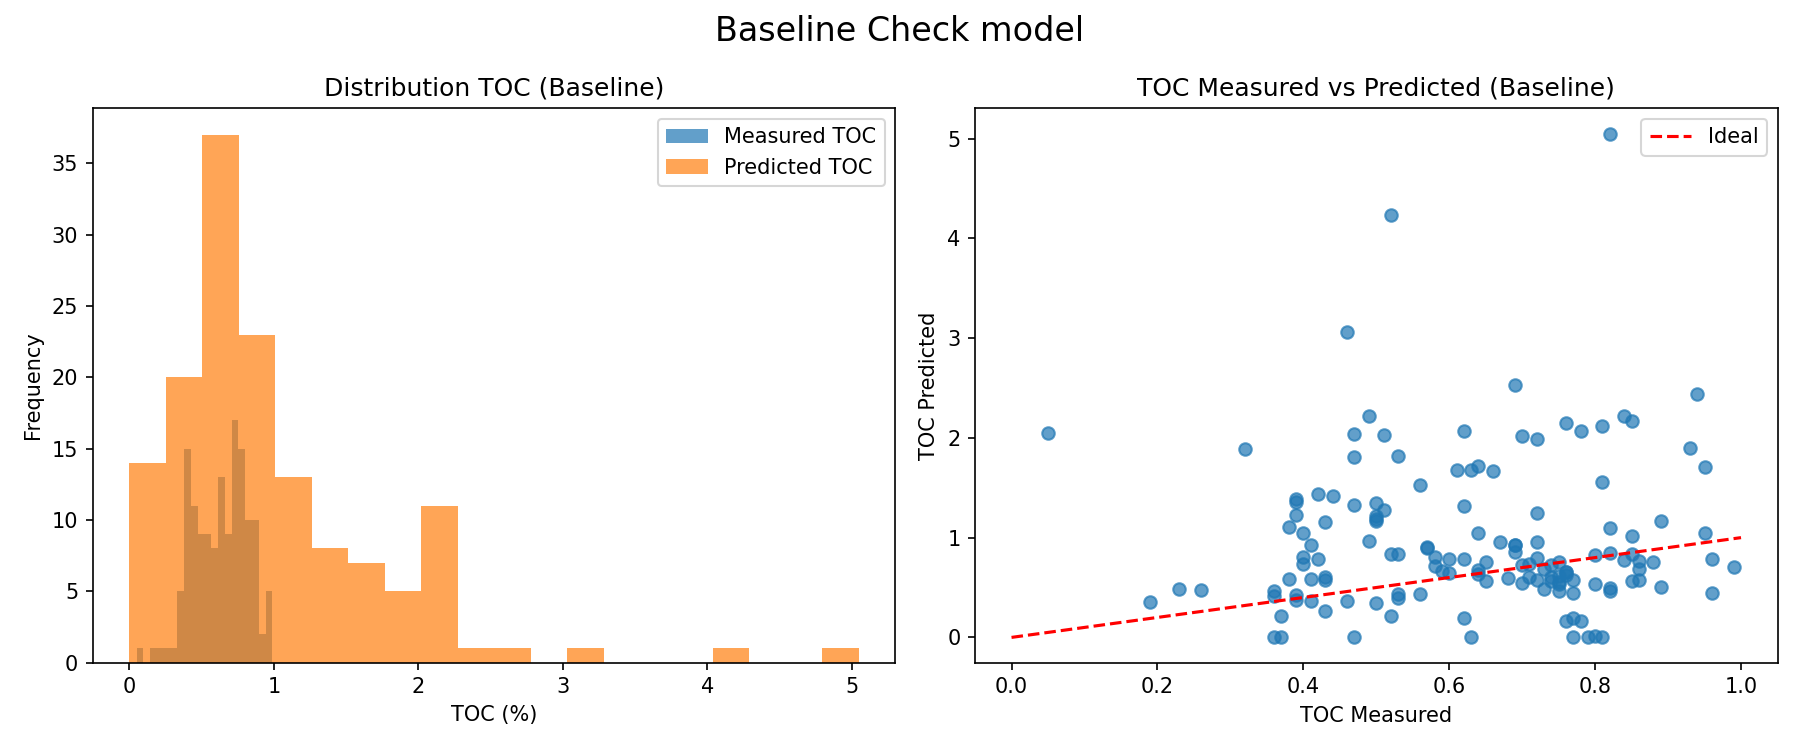 Baseline Check model
Distribution TOC (Baseline)
Measured TOC
Predicted TOC
Frequency
35
30
25
20
15
10
5
0
0 1 2 3 4 5
TOC (%)
TOC Measured vs Predicted (Baseline)
Ideal
TOC Predicted
5
4
3
2
1
0
0.0 0.2 0.4 0.6 0.8 1.0
TOC Measured